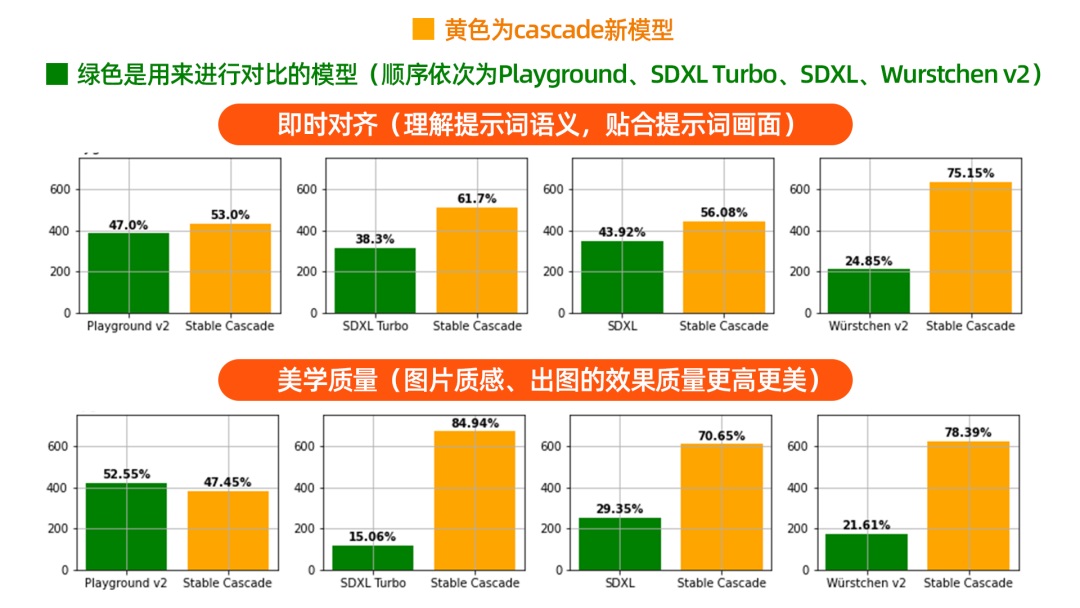 黄色为cascade新模型
绿色是用来进行对比的模型（顺序依次为Playground、SDXL Turbo、SDXL、Wurstchen v2）
即时对齐（理解提示词语义，贴合提示词画面）
600
400
200
0
47.0%
53.0%
Playground v2
Stable Cascade
600
400
200
0
38.3%
61.7%
SDXL Turbo
Stable Cascade
600
400
200
0
43.92%
56.08%
SDXL
Stable Cascade
600
400
200
0
24.85%
75.15%
Würstchen v2
Stable Cascade
美学质量（图片质感、出图的效果质量更高更美）
600
400
200
0
52.55%
47.45%
Playground v2
Stable Cascade
600
400
200
0
15.06%
84.94%
SDXL Turbo
Stable Cascade
600
400
200
0
29.35%
70.65%
SDXL
Stable Cascade
600
400
200
0
21.61%
78.39%
Würstchen v2
Stable Cascade